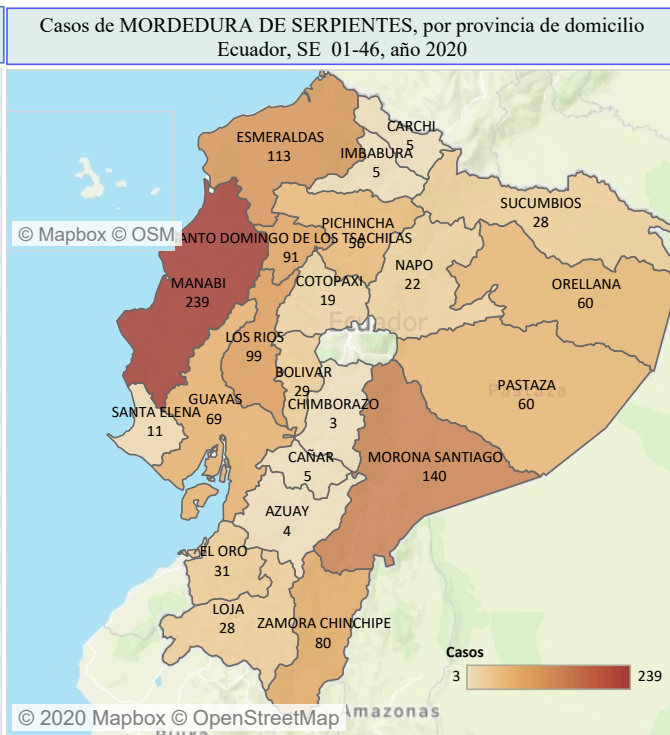 Casos de MORDEDURA DE SERPIENTES, por provincia de domicilio
Ecuador, SE 01-46, año 2020
CARCHI
5
ESMERALDAS
113
IMBABURA
5
SUCUMBIOS
28
© Mapbox © OSM
PICHINCHA
56
ANTO DOMINGO DE LOS TSACHILAS
91
NAPO
22
COTOPAXI
19
MANABI
239
ORELLANA
60
Ecuador
LOS RIOS
99
BOLIVAR
29
PASTAZA
60
Pastaza
GUAYAS
69
SANTA ELENA
11
CHIMBORAZO
3
CAÑAR
5
MORONA SANTIAGO
140
AZUAY
4
EL ORO
31
LOJA
28
ZAMORA CHINCHIPE
80
Casos
3 239
© 2020 Mapbox © OpenStreetMap
Amazonas